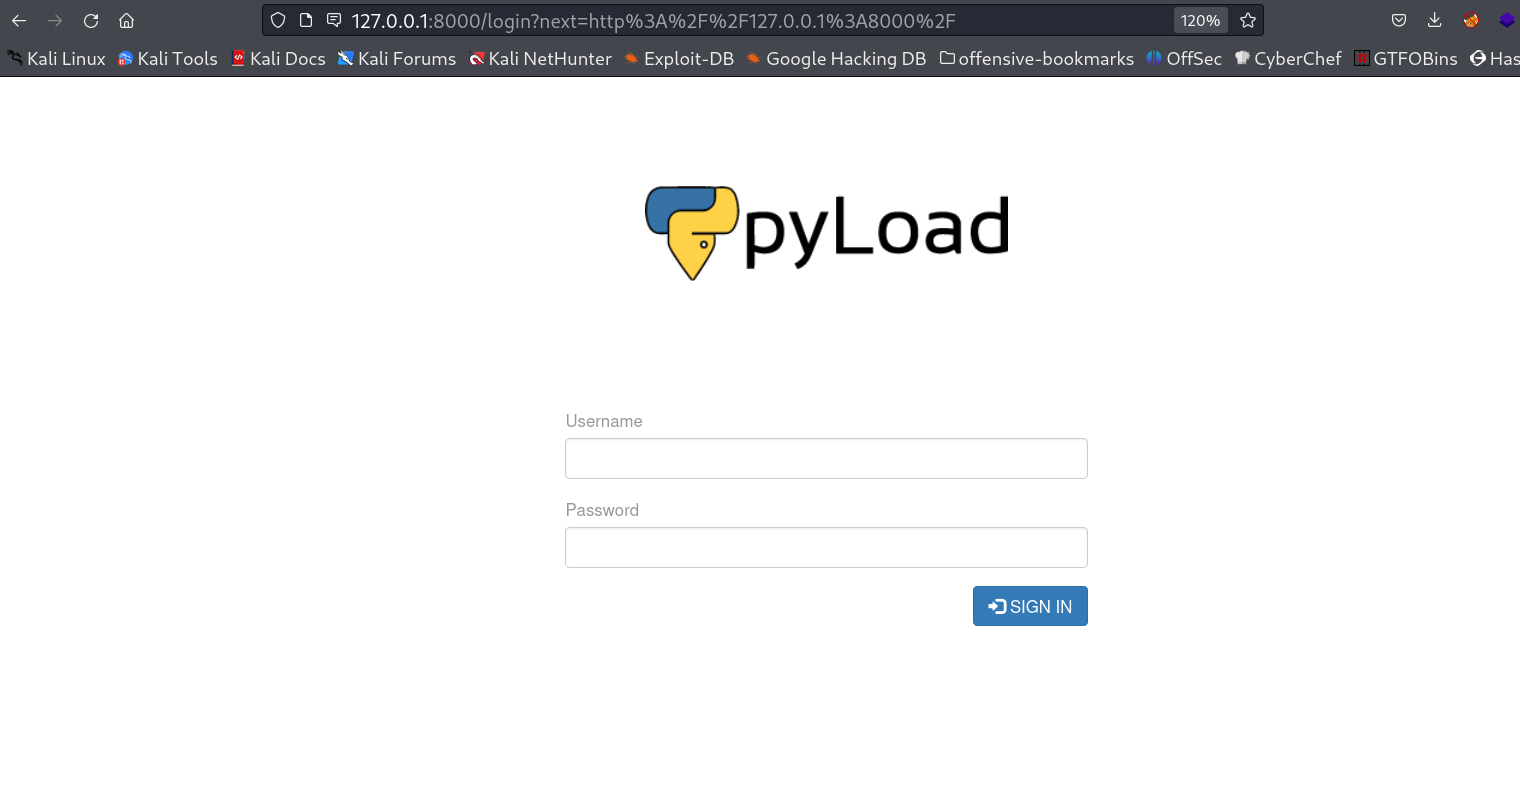 127.0.0.1:8000/login?next=http%3A%2F%2F127.0.0.1%3A8000%2F 120%
Kali Linux Kali Tools Kali Docs Kali Forums Kali NetHunter Exploit-DB Google Hacking DB offensive-bookmarks OffSec CyberChef GTFOBins Has
pyLoad
Username
Password
SIGN IN